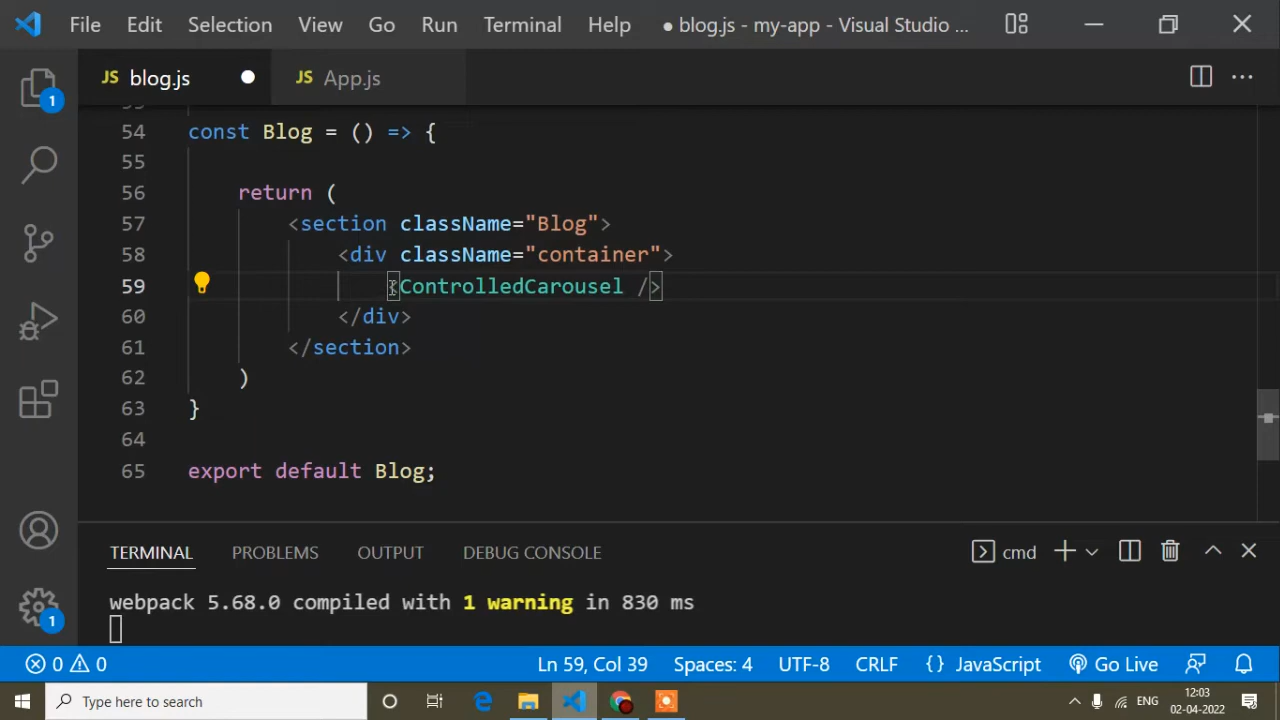 File Edit Selection View Go Run Terminal Help ● blog.js - my-app - Visual Studio ...
JS blog.js ● JS App.js
1
53
54 const Blog = () => {
55
56 return (
57 <section className="Blog">
58 <div className="container">
59 <ControlledCarousel />
60 </div>
61 </section>
62 )
63 }
64
65 export default Blog;
TERMINAL PROBLEMS OUTPUT DEBUG CONSOLE cmd
webpack 5.68.0 compiled with 1 warning in 830 ms
1
0 0 Ln 59, Col 39 Spaces: 4 UTF-8 CRLF {} JavaScript Go Live
Type here to search ENG 12:03
02-04-2022